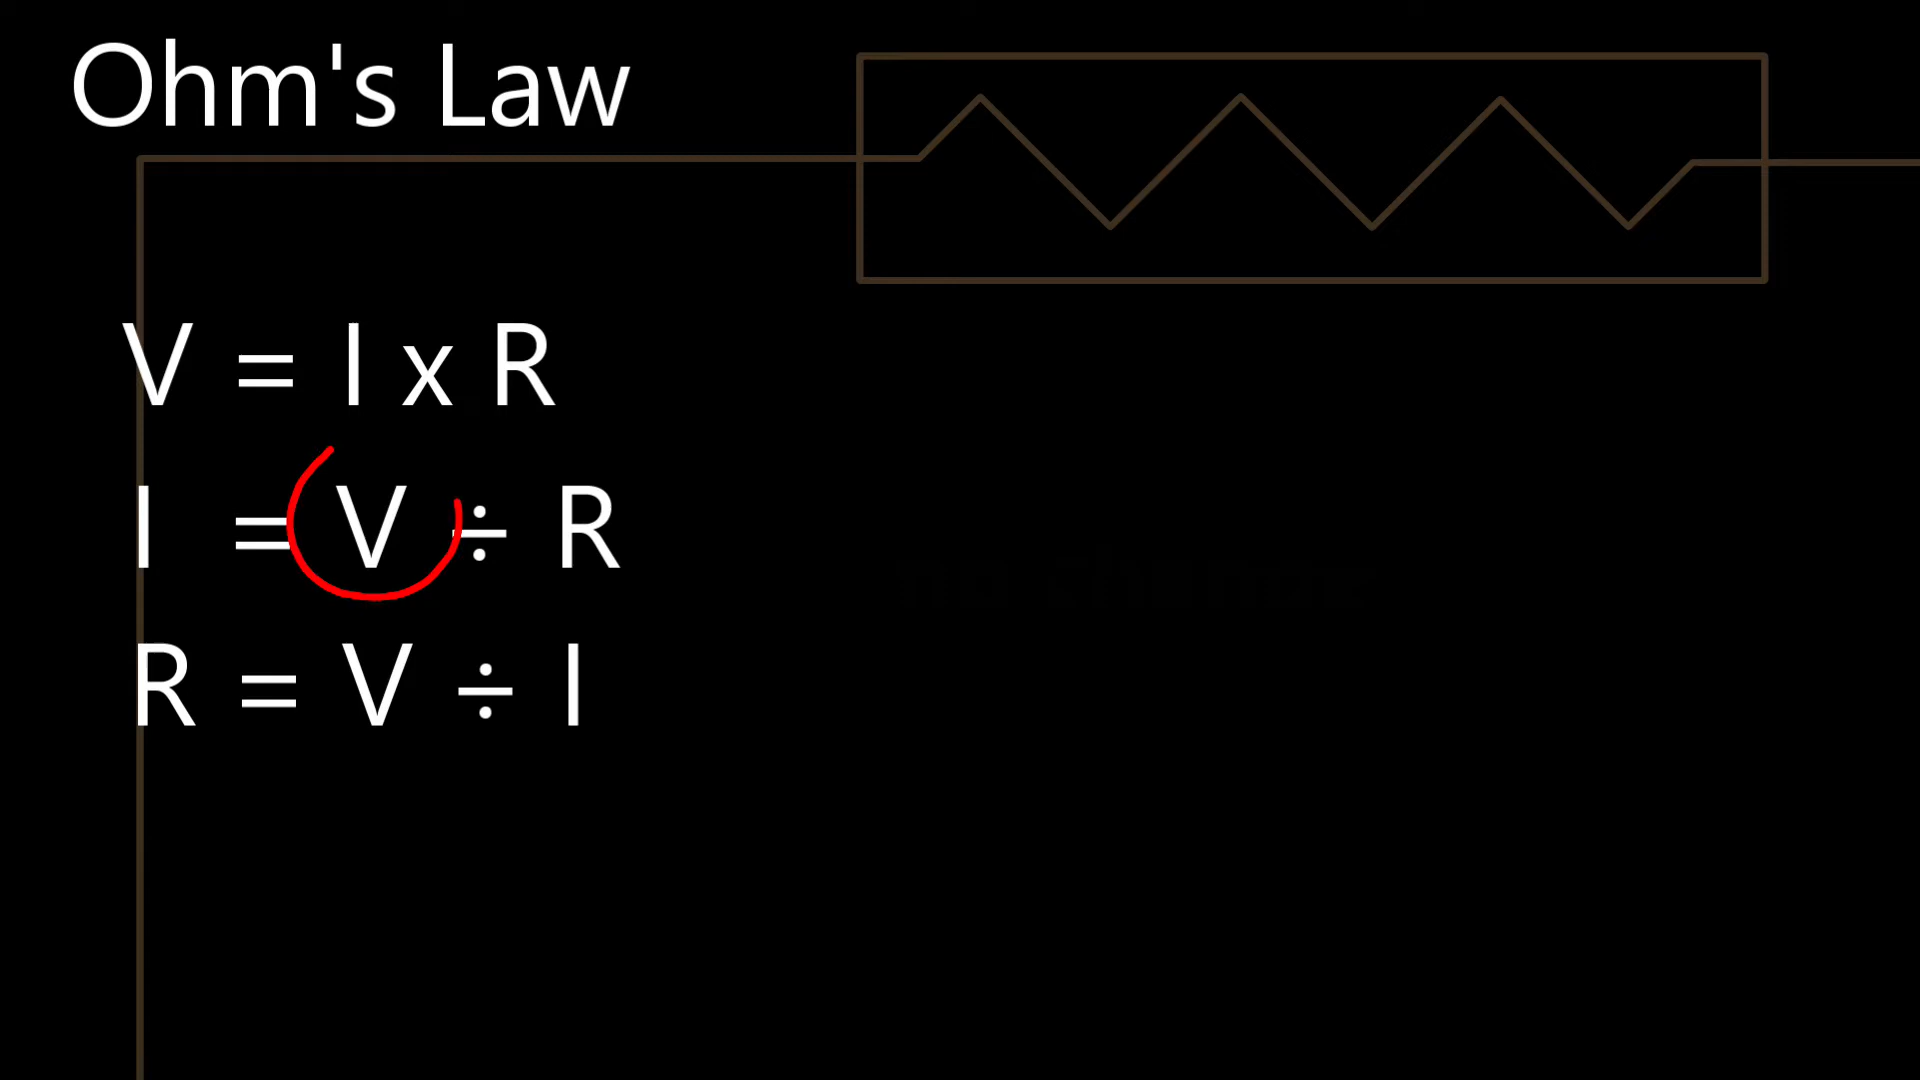 Ohm's Law
V = I x R
I = V ÷ R
R = V ÷ I